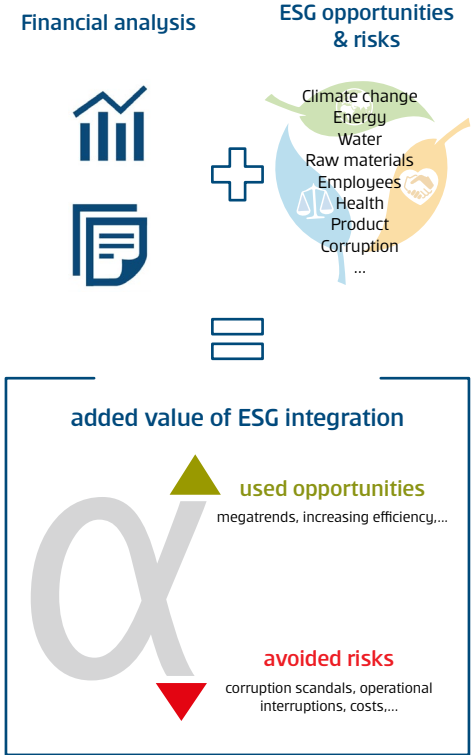 Financial analysis
ESG opportunities
& risks
Climate change
Energy
Water
Raw materials
Employees
Health
Product
Corruption
...
added value of ESG integration
α
used opportunities
megatrends, increasing efficiency,...
avoided risks
corruption scandals, operational
interruptions, costs,...